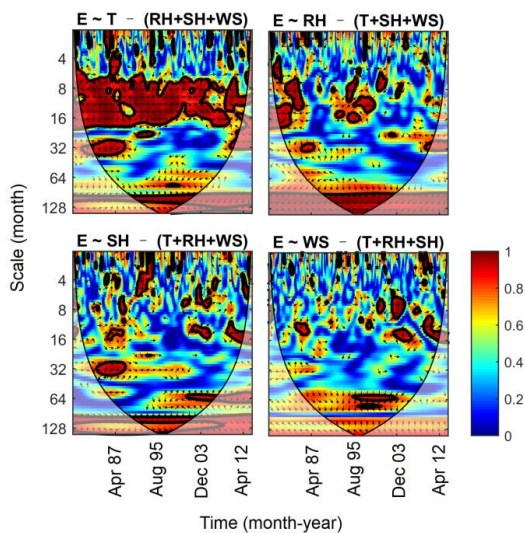 E ~ T - (RH+SH+WS)
E ~ RH - (T+SH+WS)
4
8
16
32
64
128
E ~ SH - (T+RH+WS)
E ~ WS - (T+RH+SH)
4
8
16
32
64
128
Scale (month)
1
0.8
0.6
0.4
0.2
0
Apr 87
Aug 95
Dec 03
Apr 12
Apr 87
Aug 95
Dec 03
Apr 12
Time (month-year)